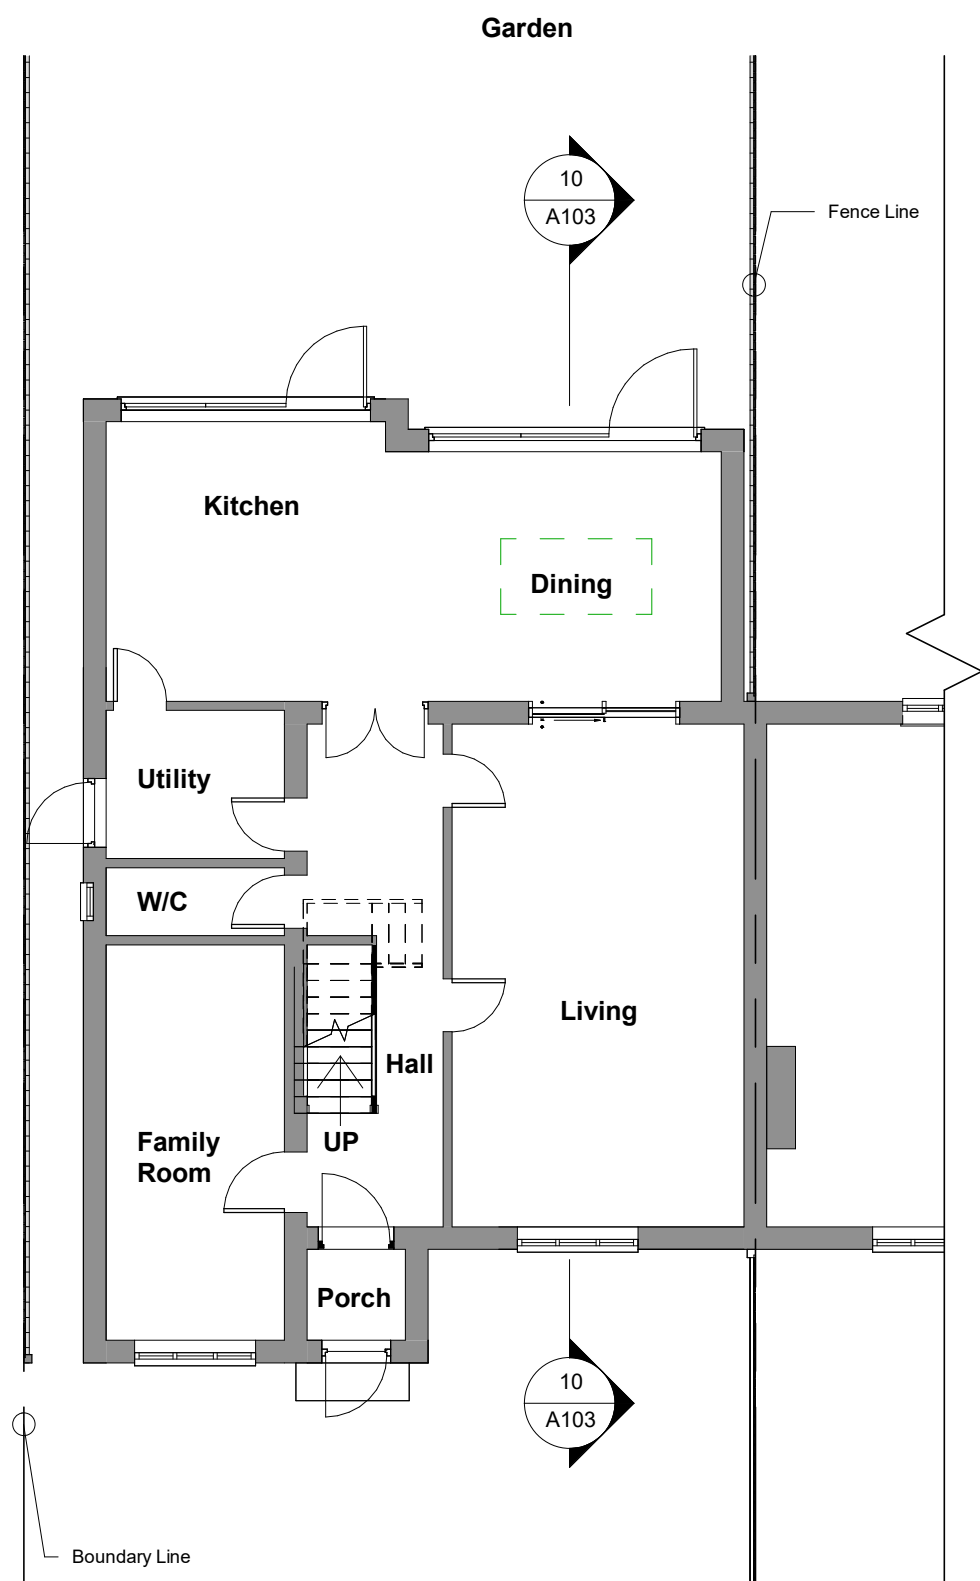 Garden
10
A103
Fence Line
Kitchen
Dining
Utility
W/C
Living
Hall
Family
Room
UP
Porch
10
A103
Boundary Line